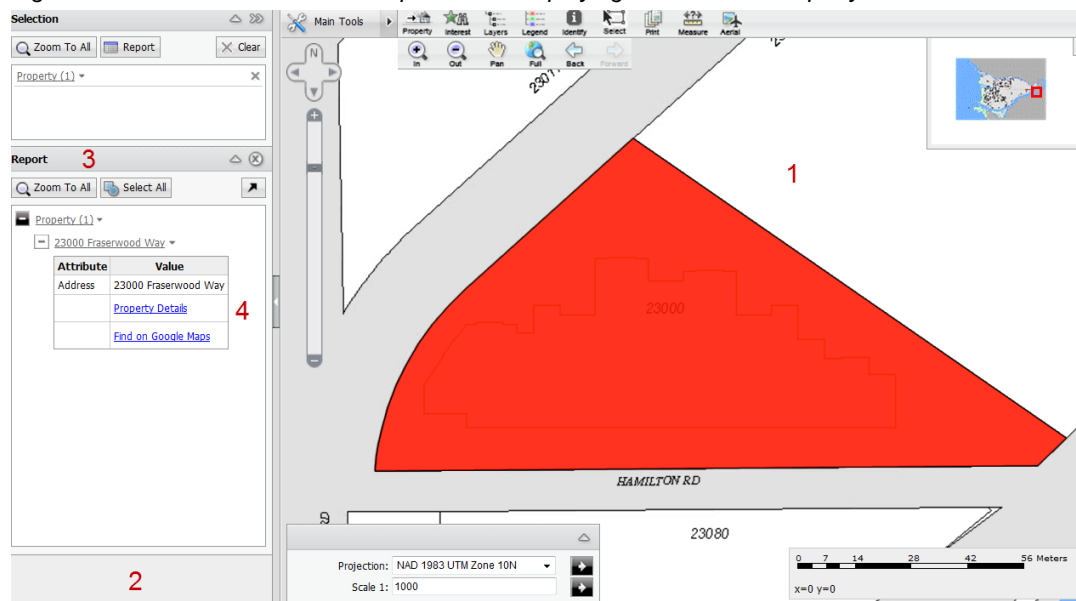 Selection
Zoom To All
Report
Clear
Property (1)
Report
3
Zoom To All
Select All
Property (1)
23000 Fraserwood Way
Attribute Value
Address 23000 Fraserwood Way
Property Details
4
Find on Google Maps
2
Main Tools
Property Interest Layers Legend Identify Select Print Measure Aerial
In Out Pan Full Back Forward
N
1
23000
HAMILTON RD
23080
Projection: NAD 1983 UTM Zone 10N
Scale 1: 1000
0 7 14 28 42 56 Meters
x=0 y=0